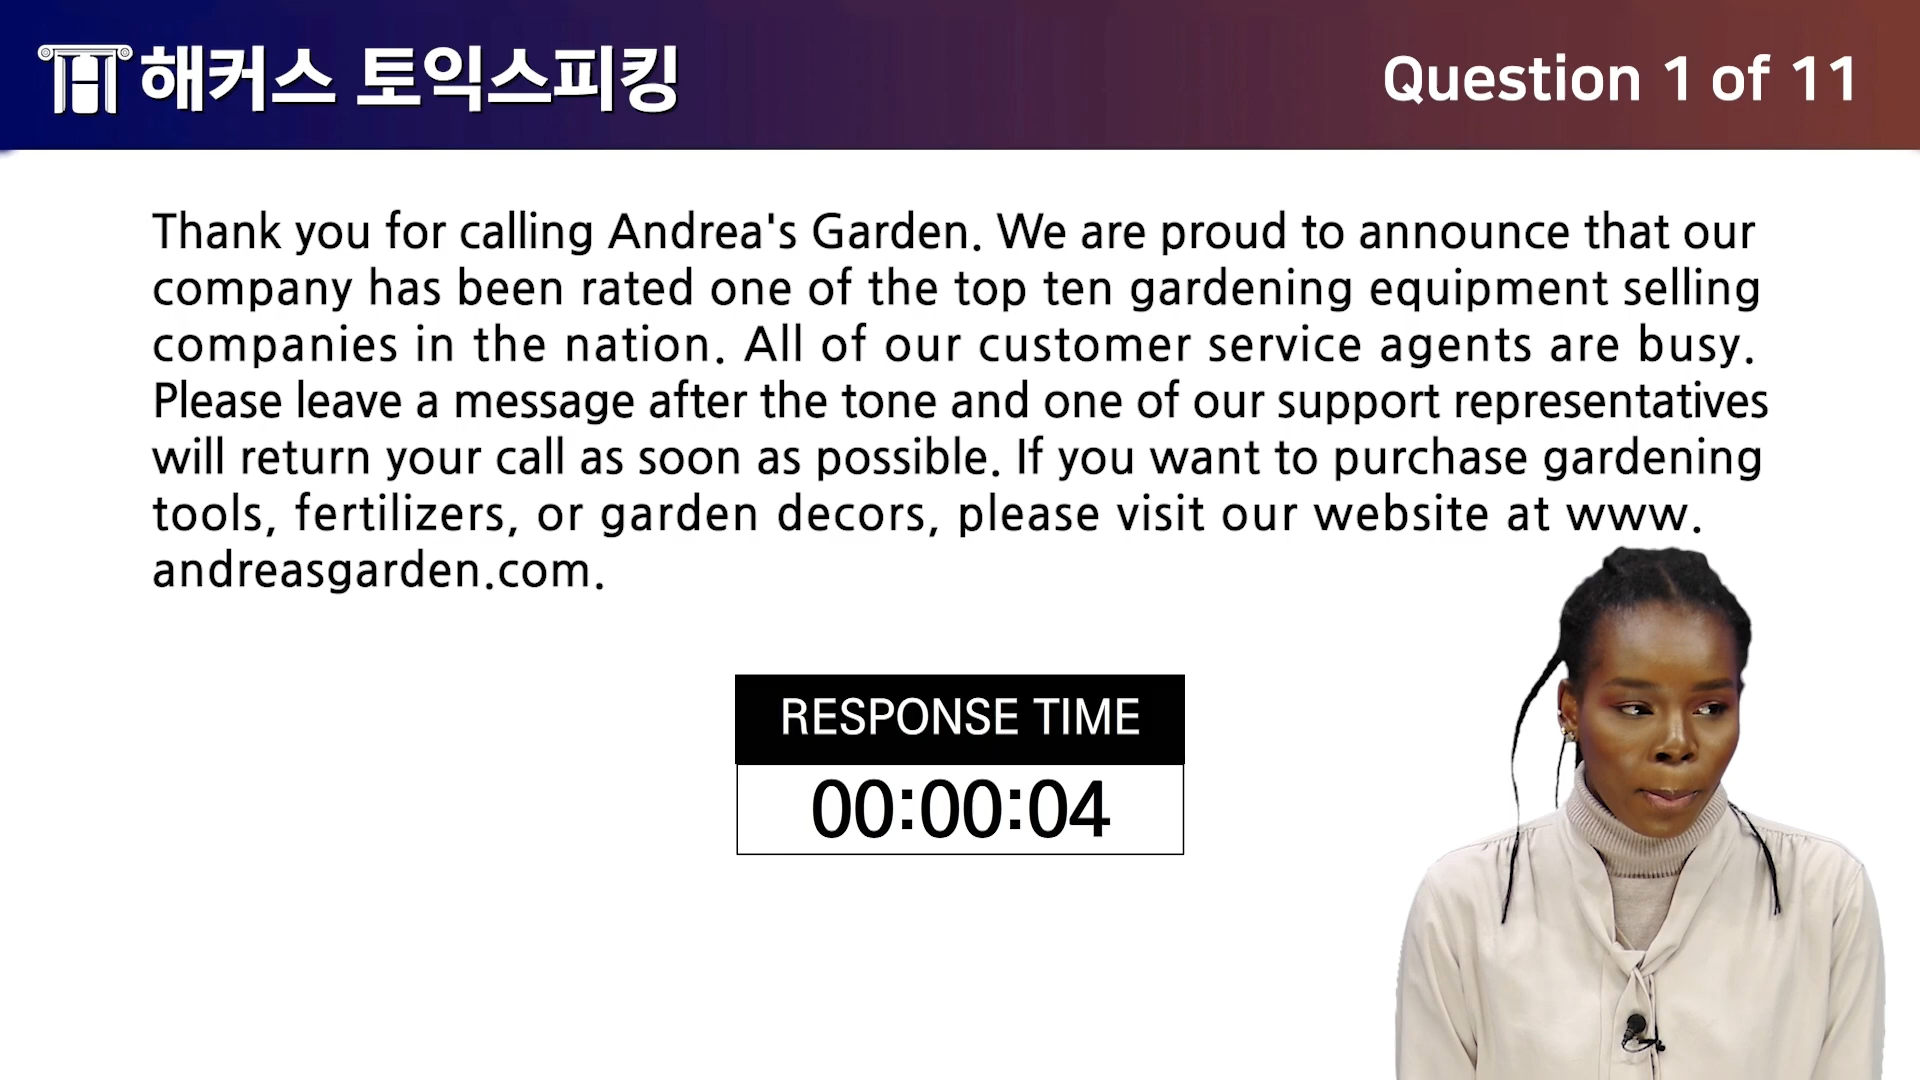 해커스 토익스피킹
Question 1 of 11
Thank you for calling Andrea's Garden. We are proud to announce that our
company has been rated one of the top ten gardening equipment selling
companies in the nation. All of our customer service agents are busy.
Please leave a message after the tone and one of our support representatives
will return your call as soon as possible. If you want to purchase gardening
tools, fertilizers, or garden decors, please visit our website at www.
andreasgarden.com.
RESPONSE TIME
00:00:04